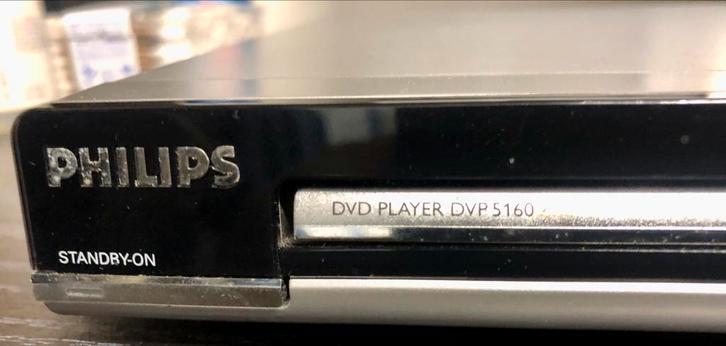 PHILIPS
DVD PLAYER DVP 5160
STANDBY-ON